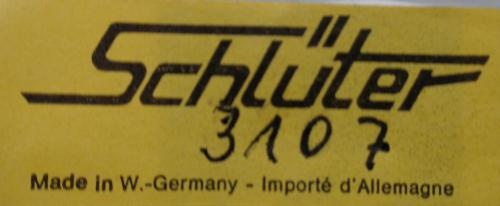 Schlüter
3107
Made in W.-Germany - Importé d'Allemagne